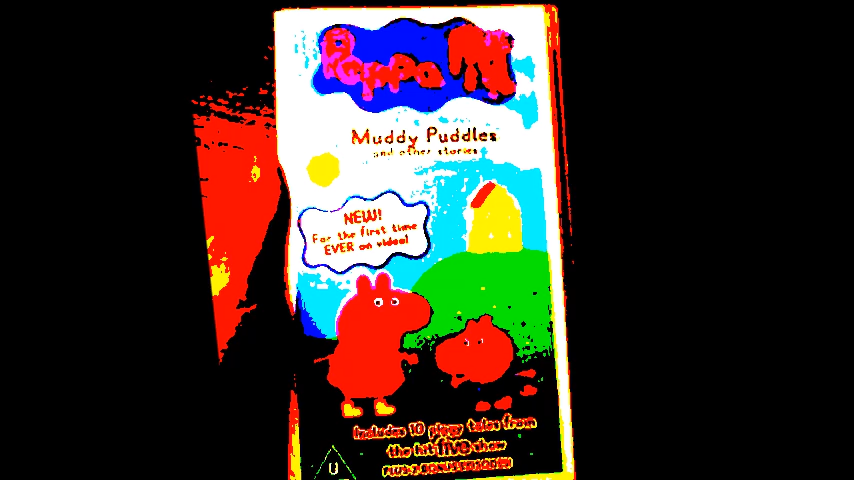 Peppa Pig
Muddy Puddles
and other stories
NEW!
For the first time
EVER on video!
Includes 10 piggy tales from
the hit five show
U